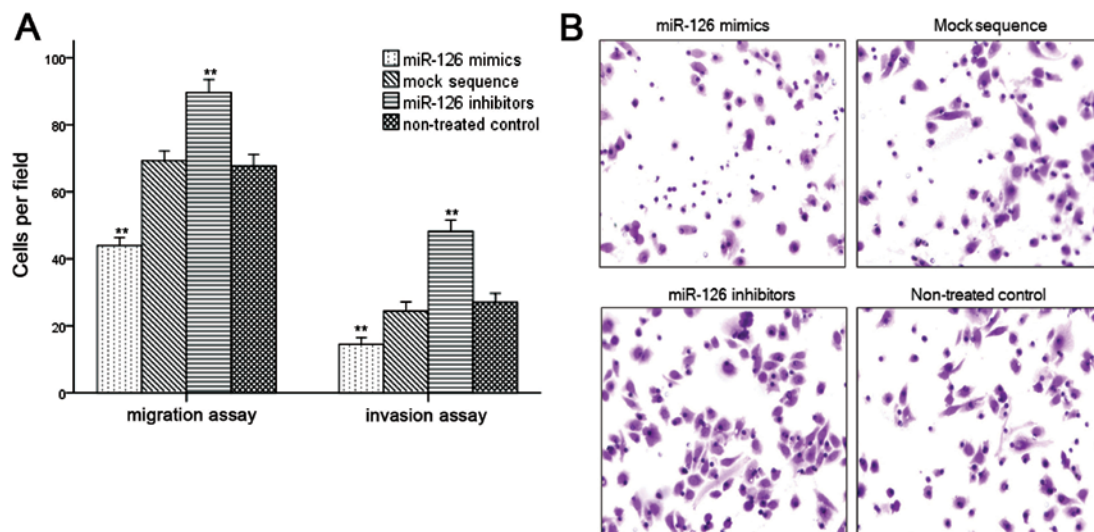 A
Cells per field
100
80
60
40
20
0
**
**
**
**
migration assay
invasion assay
miR-126 mimics
mock sequence
miR-126 inhibitors
non-treated control
B
miR-126 mimics
Mock sequence
miR-126 inhibitors
Non-treated control